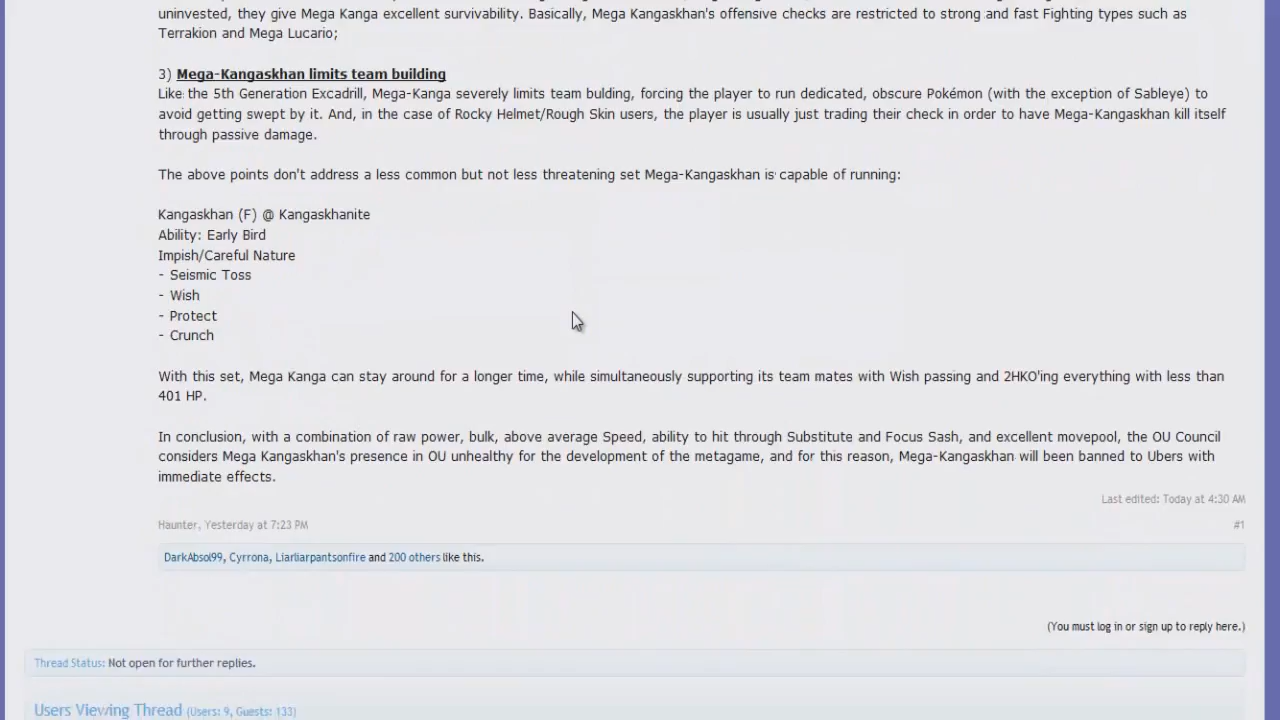 uninvested, they give Mega Kanga excellent survivability. Basically, Mega Kangaskhan's offensive checks are restricted to strong and fast Fighting types such as
Terrakion and Mega Lucario;
3) Mega-Kangaskhan limits team building
Like the 5th Generation Excadrill, Mega-Kanga severely limits team bulding, forcing the player to run dedicated, obscure Pokémon (with the exception of Sableye) to
avoid getting swept by it. And, in the case of Rocky Helmet/Rough Skin users, the player is usually just trading their check in order to have Mega-Kangaskhan kill itself
through passive damage.
The above points don't address a less common but not less threatening set Mega-Kangaskhan is capable of running:
Kangaskhan (F) @ Kangaskhanite
Ability: Early Bird
Impish/Careful Nature
- Seismic Toss
- Wish
- Protect
- Crunch
With this set, Mega Kanga can stay around for a longer time, while simultaneously supporting its team mates with Wish passing and 2HKO'ing everything with less than
401 HP.
In conclusion, with a combination of raw power, bulk, above average Speed, ability to hit through Substitute and Focus Sash, and excellent movepool, the OU Council
considers Mega Kangaskhan's presence in OU unhealthy for the development of the metagame, and for this reason, Mega-Kangaskhan will been banned to Ubers with
immediate effects.
Last edited: Today at 4:30 AM
Haunter, Yesterday at 7:23 PM #1
DarkAbsol99, Cyrrona, Liarliarpantsonfire and 200 others like this.
(You must log in or sign up to reply here.)
Thread Status: Not open for further replies.
Users Viewing Thread (Users: 9, Guests: 133)